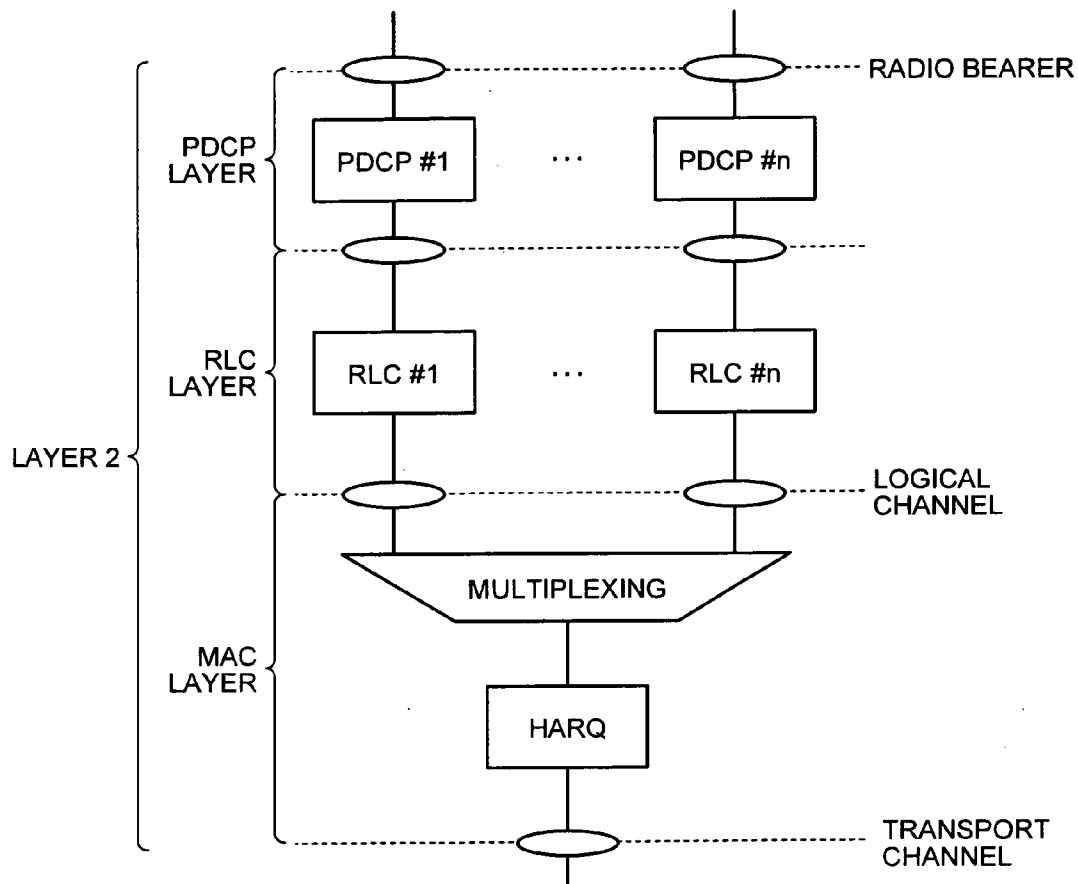 RADIO BEARER
PDCP
LAYER
PDCP #1
...
PDCP #n
RLC
LAYER
RLC #1
...
RLC #n
LAYER 2
LOGICAL
CHANNEL
MULTIPLEXING
MAC
LAYER
HARQ
TRANSPORT
CHANNEL